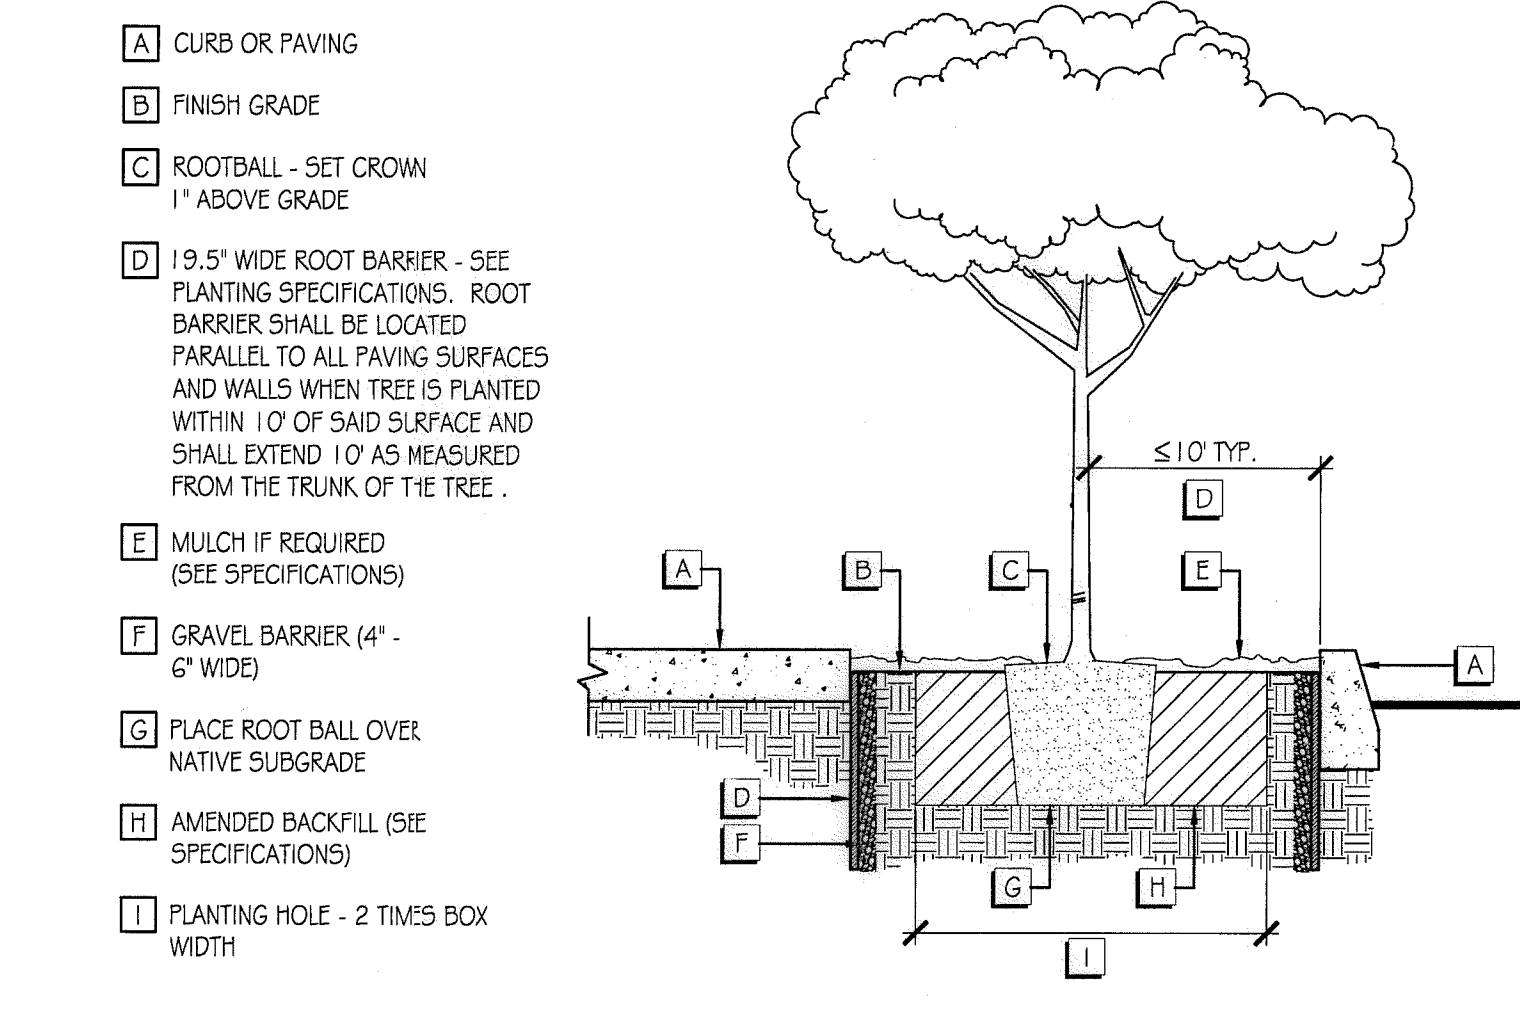 A CURB OR PAVING
B FINISH GRADE
C ROOTBALL - SET CROWN
1" ABOVE GRADE
D 19.5" WIDE ROOT BARRIER - SEE
PLANTING SPECIFICATIONS. ROOT
BARRIER SHALL BE LOCATED
PARALLEL TO ALL PAVING SURFACES
AND WALLS WHEN TREE IS PLANTED
WITHIN 10' OF SAID SURFACE AND
SHALL EXTEND 10' AS MEASURED
FROM THE TRUNK OF THE TREE .
E MULCH IF REQUIRED
(SEE SPECIFICATIONS)
F GRAVEL BARRIER (4" -
6" WIDE)
G PLACE ROOT BALL OVER
NATIVE SUBGRADE
H AMENDED BACKFILL (SEE
SPECIFICATIONS)
I PLANTING HOLE - 2 TIMES BOX
WIDTH
≤10' TYP.
D
A
B
C
E
A
D
F
G
H
I